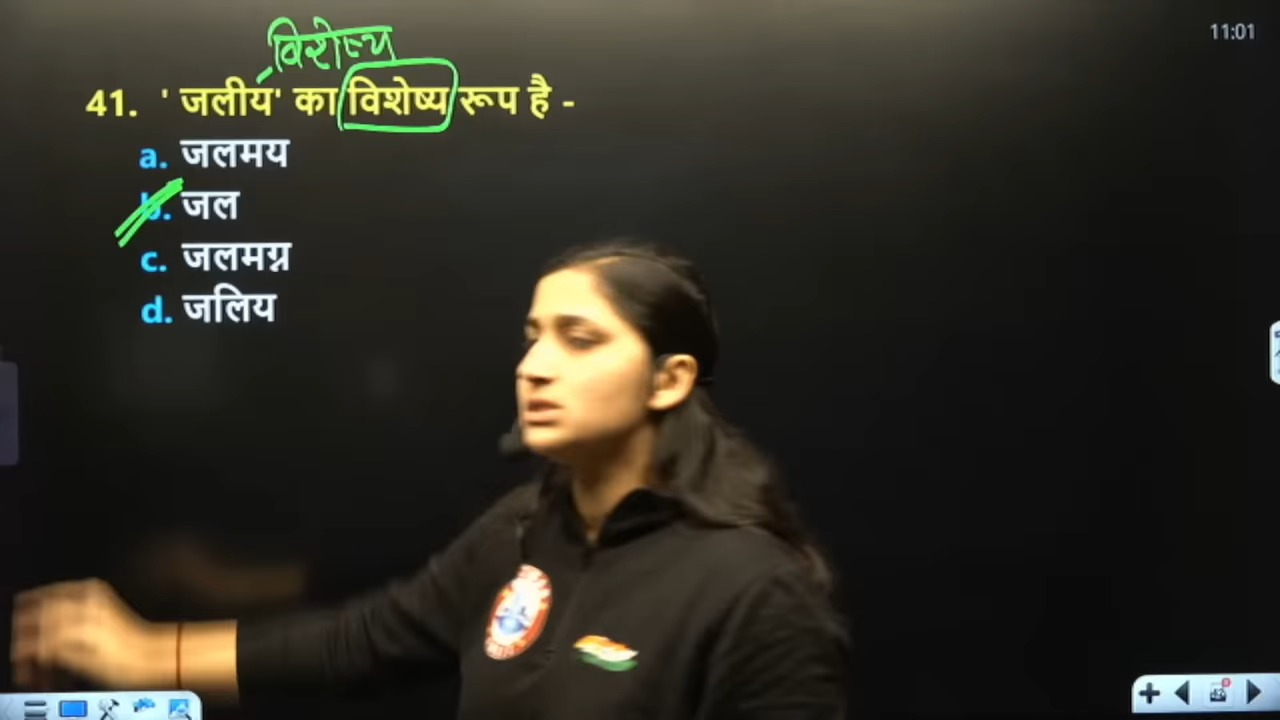 11:01
विशेष्य
41. ' जलीय' का विशेष्य रूप है -
a. जलमय
b. जल
c. जलमग्न
d. जलिय